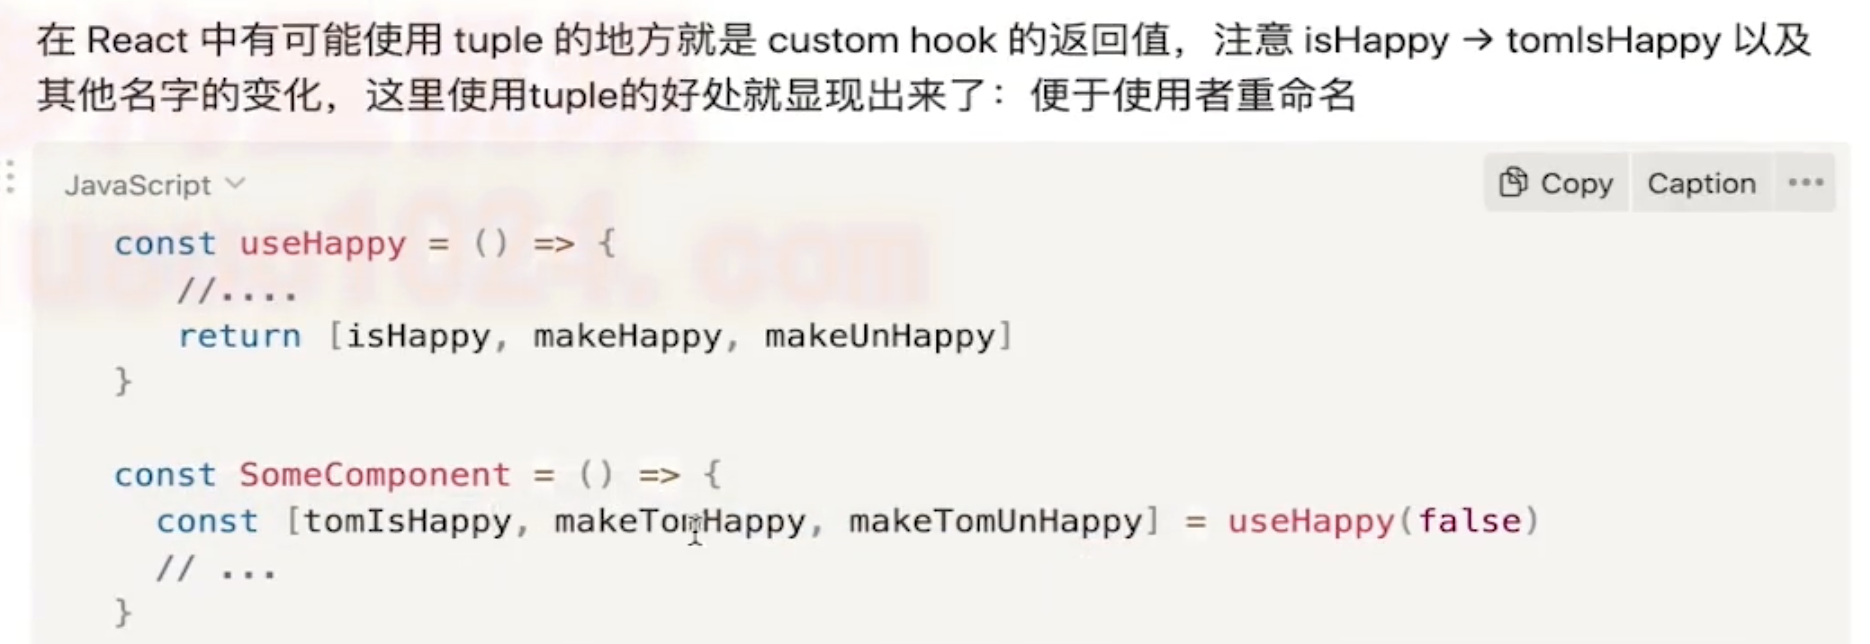 在 React 中有可能使用 tuple 的地方就是 custom hook 的返回值，注意 isHappy → tomIsHappy 以及
其他名字的变化，这里使用tuple的好处就显现出来了：便于使用者重命名
JavaScript
Copy Caption
const useHappy = () => {
//....
return [isHappy, makeHappy, makeUnHappy]
}
const SomeComponent = () => {
const [tomIsHappy, makeTomHappy, makeTomUnHappy] = useHappy(false)
// ...
}